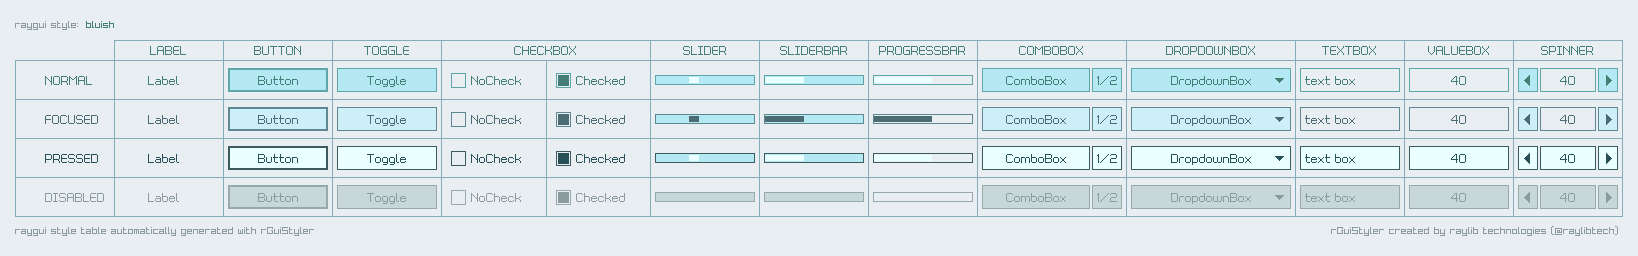 raygui style: bluish
LABEL BUTTON TOGGLE CHECKBOX SLIDER SLIDERBAR PROGRESSBAR COMBOBOX DROPDOWNBOX TEXTBOX VALUEBOX SPINNER
NORMAL Label Button Toggle NoCheck Checked ComboBox 1/2 DropdownBox text box 40 40
FOCUSED Label Button Toggle NoCheck Checked ComboBox 1/2 DropdownBox text box 40 40
PRESSED Label Button Toggle NoCheck Checked ComboBox 1/2 DropdownBox text box 40 40
DISABLED Label Button Toggle NoCheck Checked ComboBox 1/2 DropdownBox text box 40 40
raygui style table automatically generated with rGuiStyler rGuiStyler created by raylib technologies (@raylibtech)